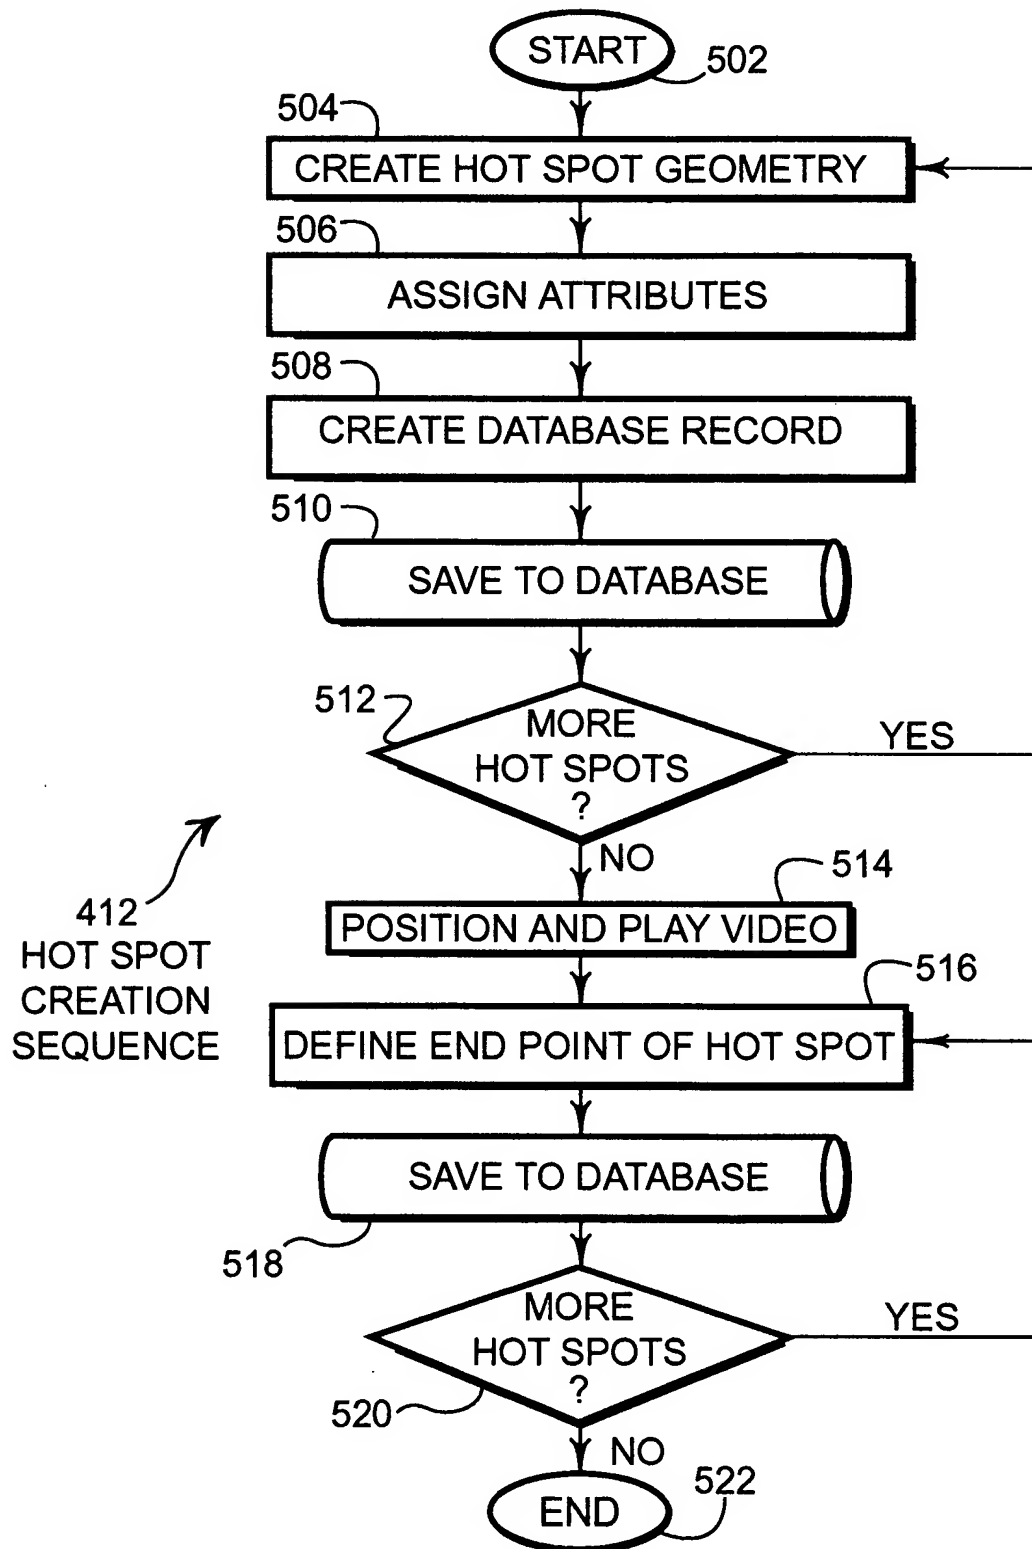 START
502
504
CREATE HOT SPOT GEOMETRY
506
ASSIGN ATTRIBUTES
508
CREATE DATABASE RECORD
510
SAVE TO DATABASE
512
MORE
HOT SPOTS
?
YES
NO
514
POSITION AND PLAY VIDEO
412
HOT SPOT
CREATION
SEQUENCE
516
DEFINE END POINT OF HOT SPOT
SAVE TO DATABASE
518
MORE
HOT SPOTS
?
YES
520
NO
END
522